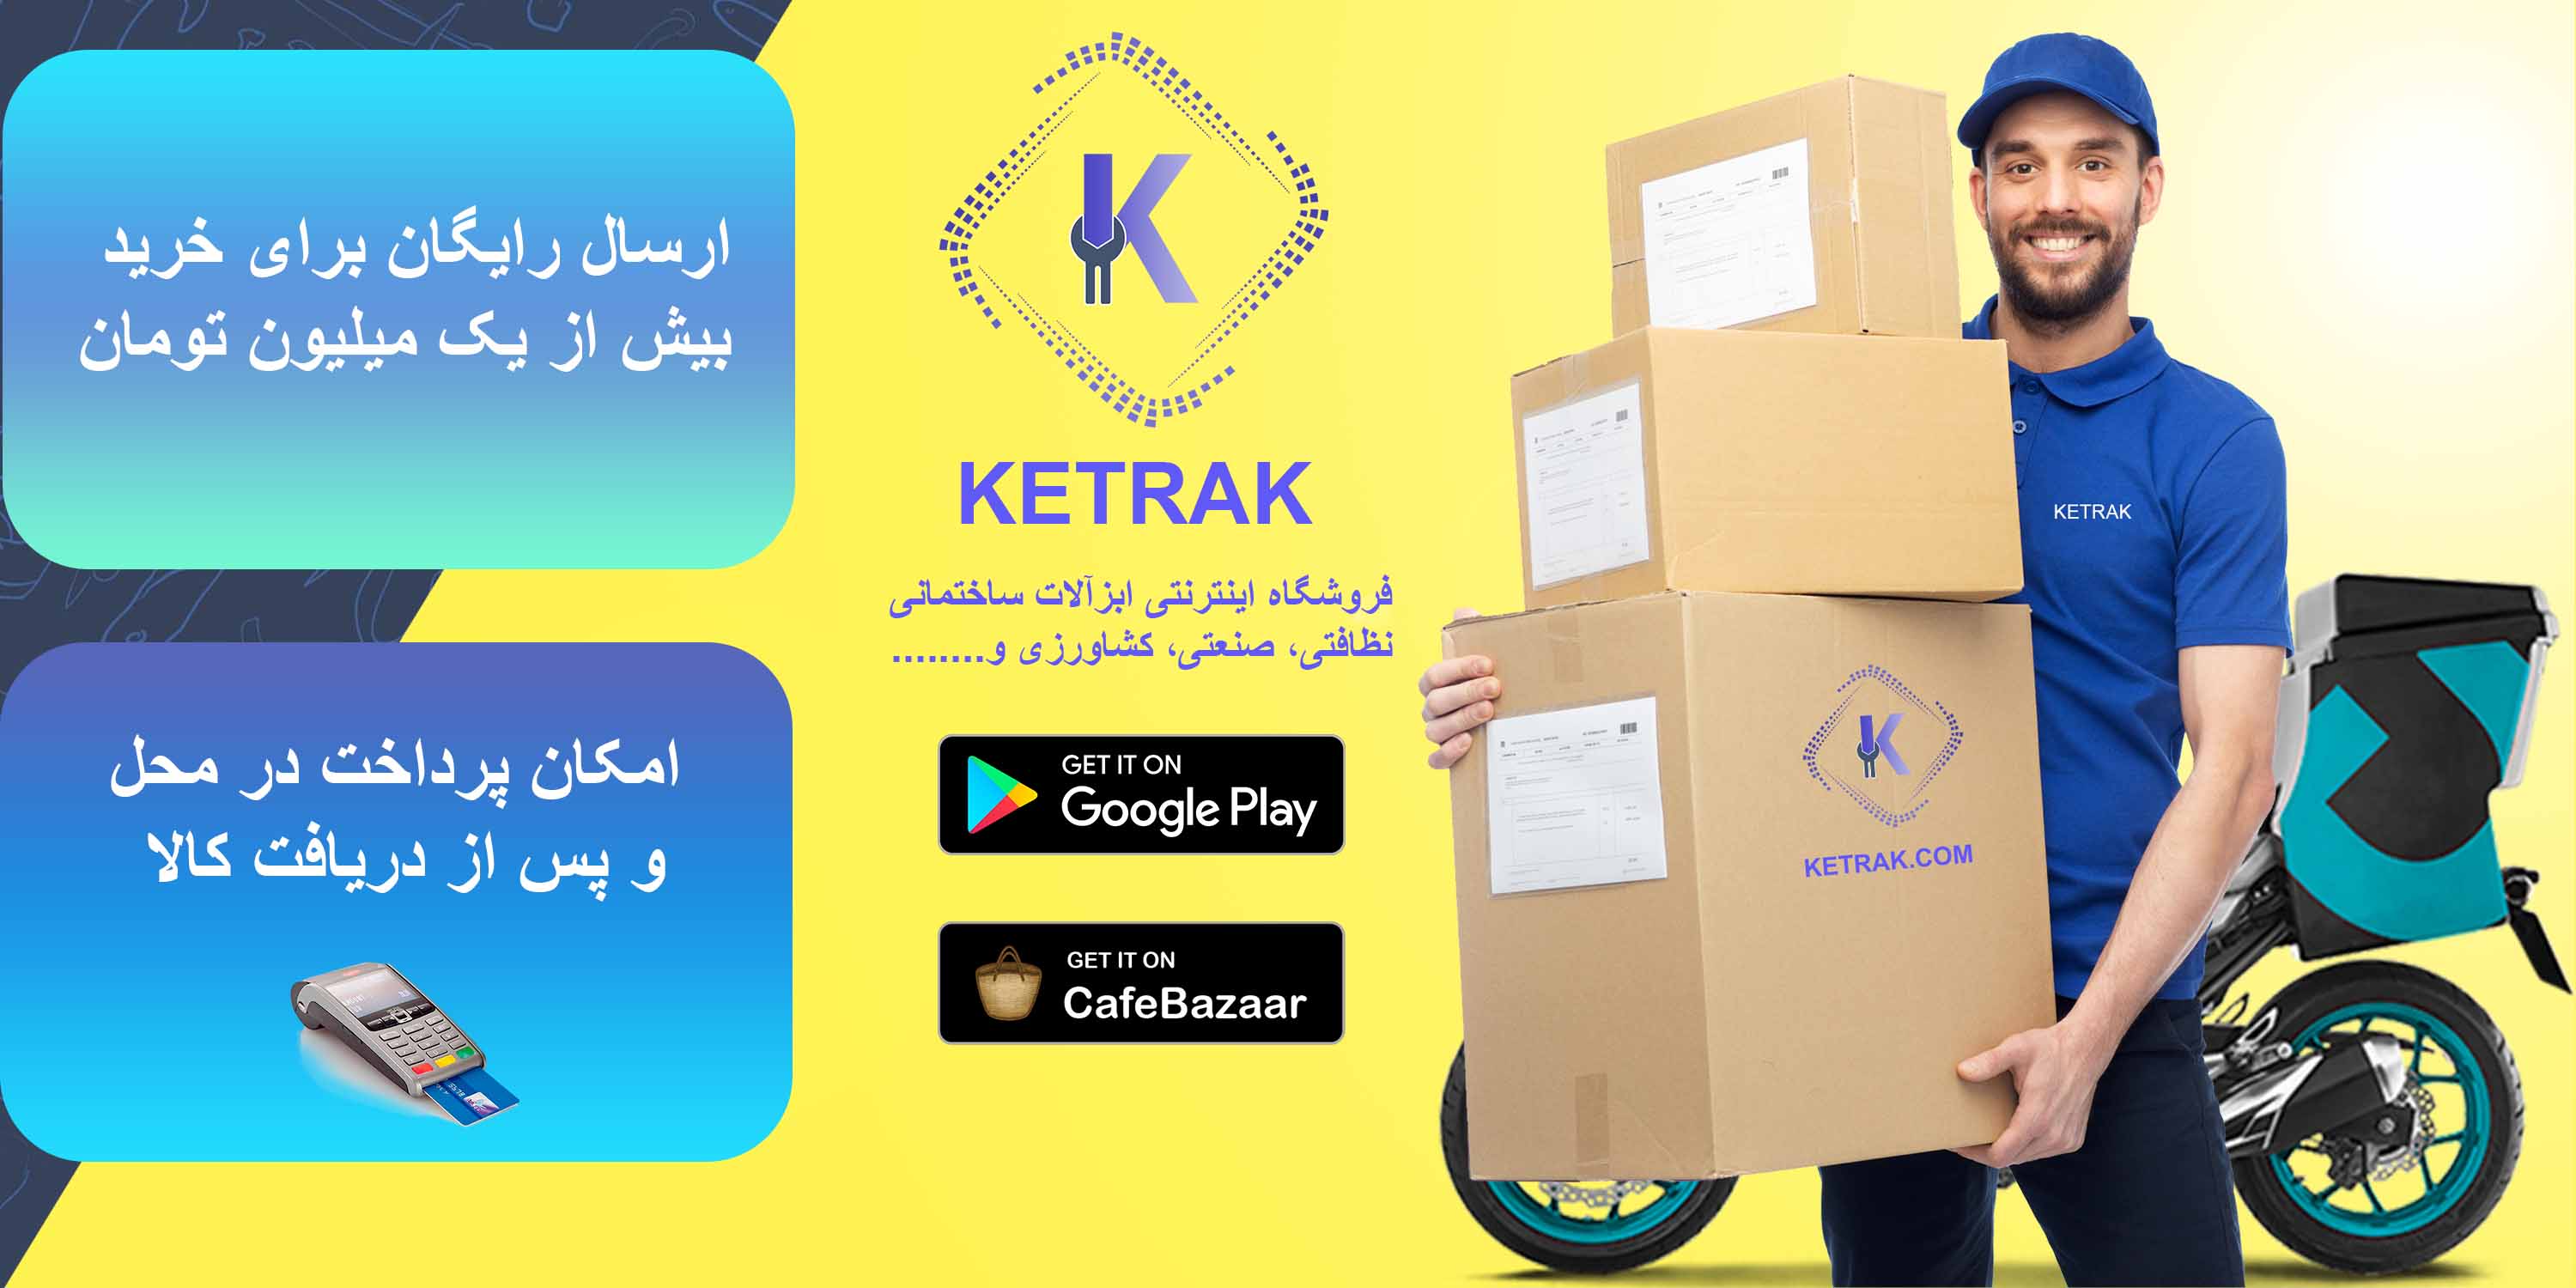 ارسال رایگان برای خرید
بیش از یک میلیون تومان
امکان پرداخت در محل
و پس از دریافت کالا
K
KETRAK
فروشگاه اینترنتی ابزآلات ساختمانی
نظافتی، صنعتی، کشاورزی و........
GET IT ON
Google Play
GET IT ON
CafeBazaar
KETRAK
K
KETRAK.COM